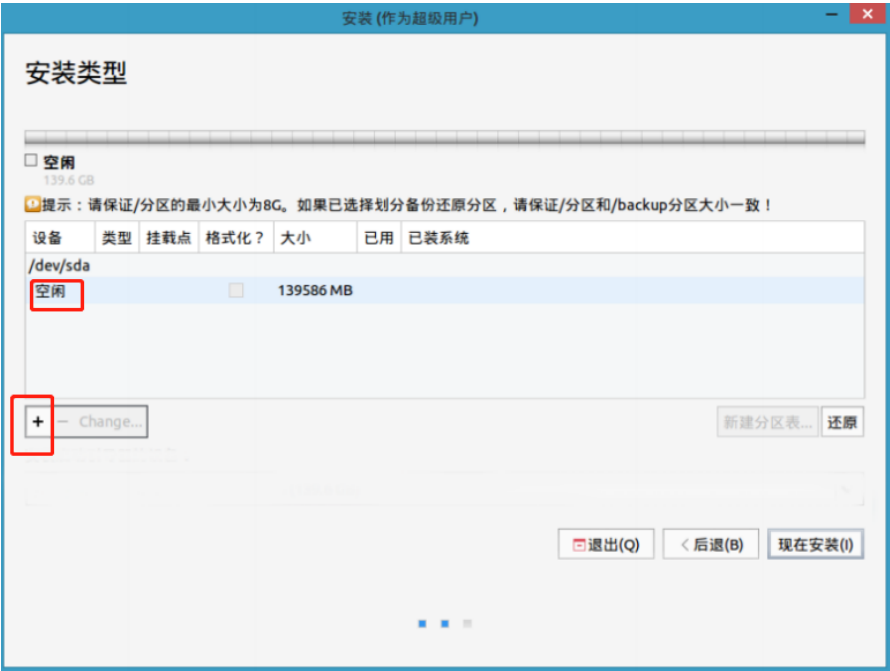 安装 (作为超级用户)
安装类型
空闲
139.6 GB
提示：请保证/分区的最小大小为8G。如果已选择划分备份还原分区，请保证/分区和/backup分区大小一致！
设备 类型 挂载点 格式化？ 大小 已用 已装系统
/dev/sda
空闲 139586 MB
+ − Change... 新建分区表... 还原
退出(Q) 后退(B) 现在安装(I)